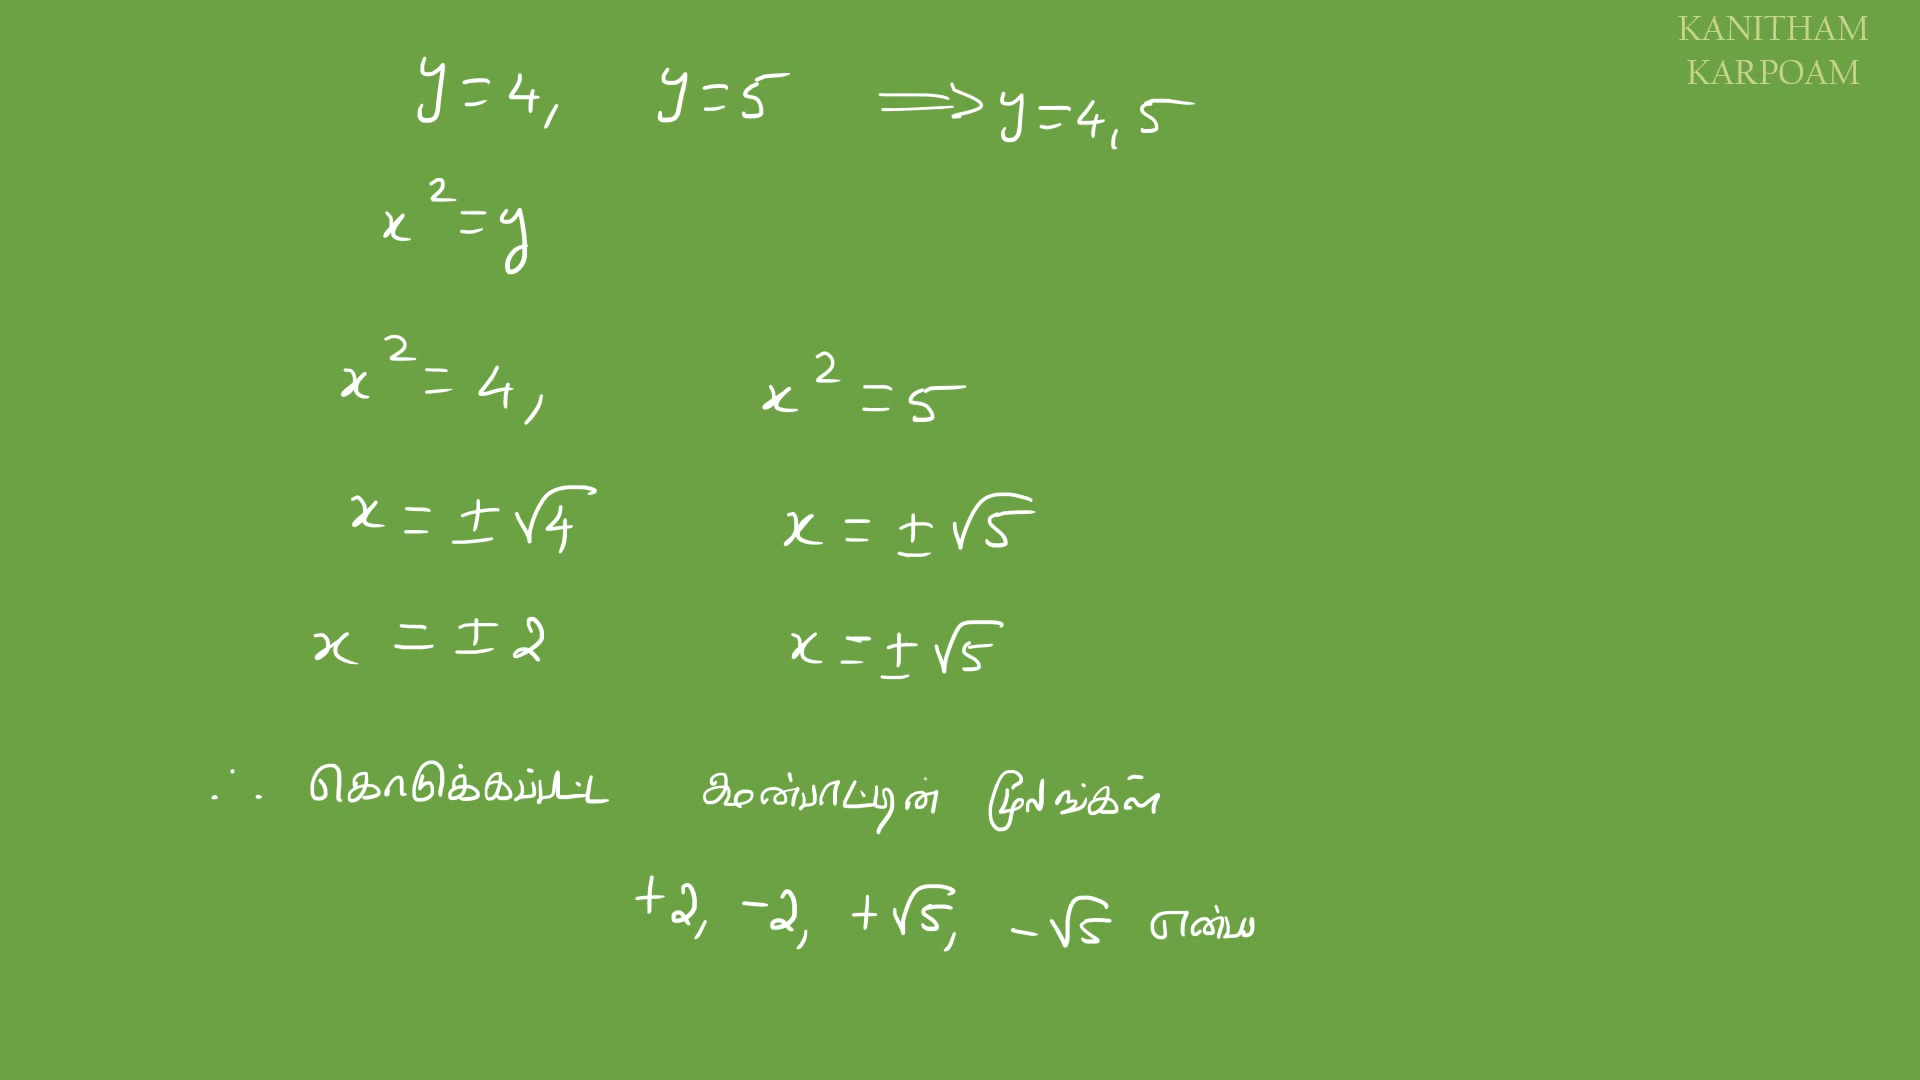 KANITHAM
KARPOAM
y = 4, y = 5 ⟹ y = 4, 5
x² = y
x² = 4, x² = 5
x = ± √4 x = ± √5
x = ± 2 x = ± √5
∴ கொடுக்கப்பட்ட சமன்பாட்டின் மூலங்கள்
+2, -2, +√5, -√5 என்ப